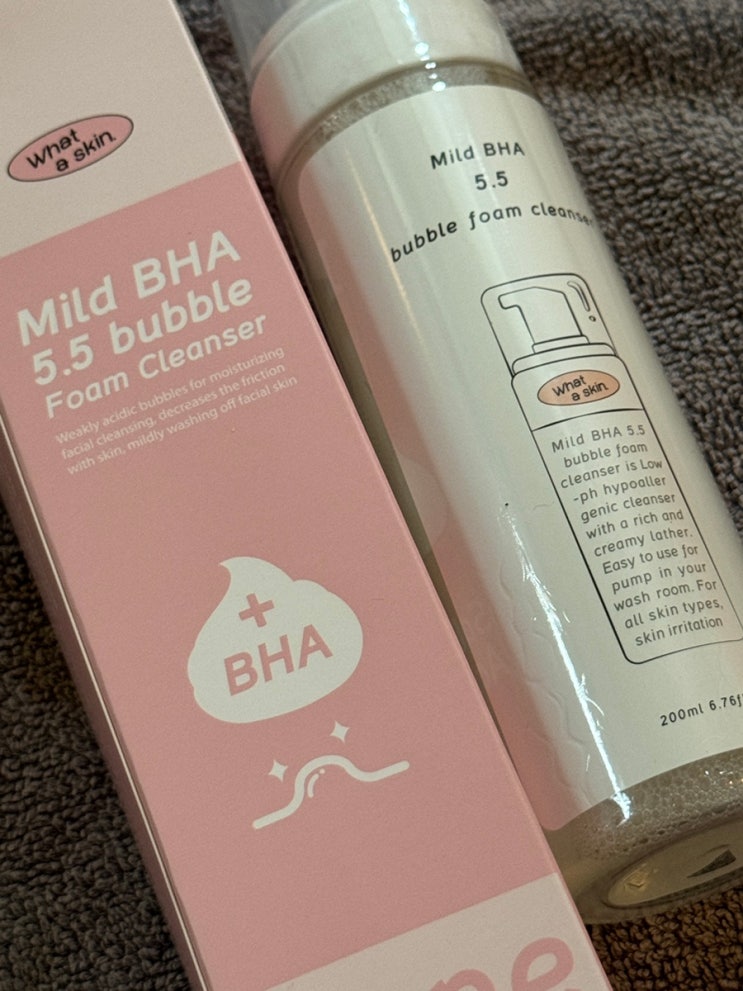 What
a skin.
Mild BHA
5.5 bubble
Foam Cleanser
Weakly acidic bubbles for moisturizing
facial cleansing, decreases the friction
with skin, mildly washing off facial skin
+
BHA
Mild BHA
5.5
bubble foam cleanser
What
a skin.
Mild BHA 5.5
bubble foam
cleanser is Low
-ph hypoaller
genic cleanser
with a rich and
creamy lather.
Easy to use for
pump in your
wash room. For
all skin types,
skin irritation
200ml 6.76f